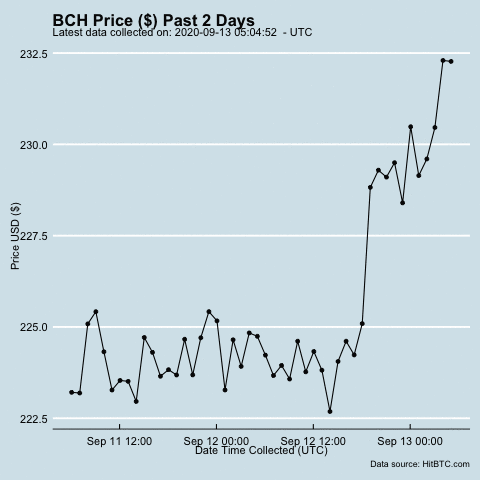 BCH Price ($) Past 2 Days
Latest data collected on: 2020-09-13 05:04:52  - UTC
232.5
230.0
227.5
225.0
222.5
Price USD ($)
Sep 11 12:00
Sep 12 00:00
Sep 12 12:00
Sep 13 00:00
Date Time Collected (UTC)
Data source: HitBTC.com